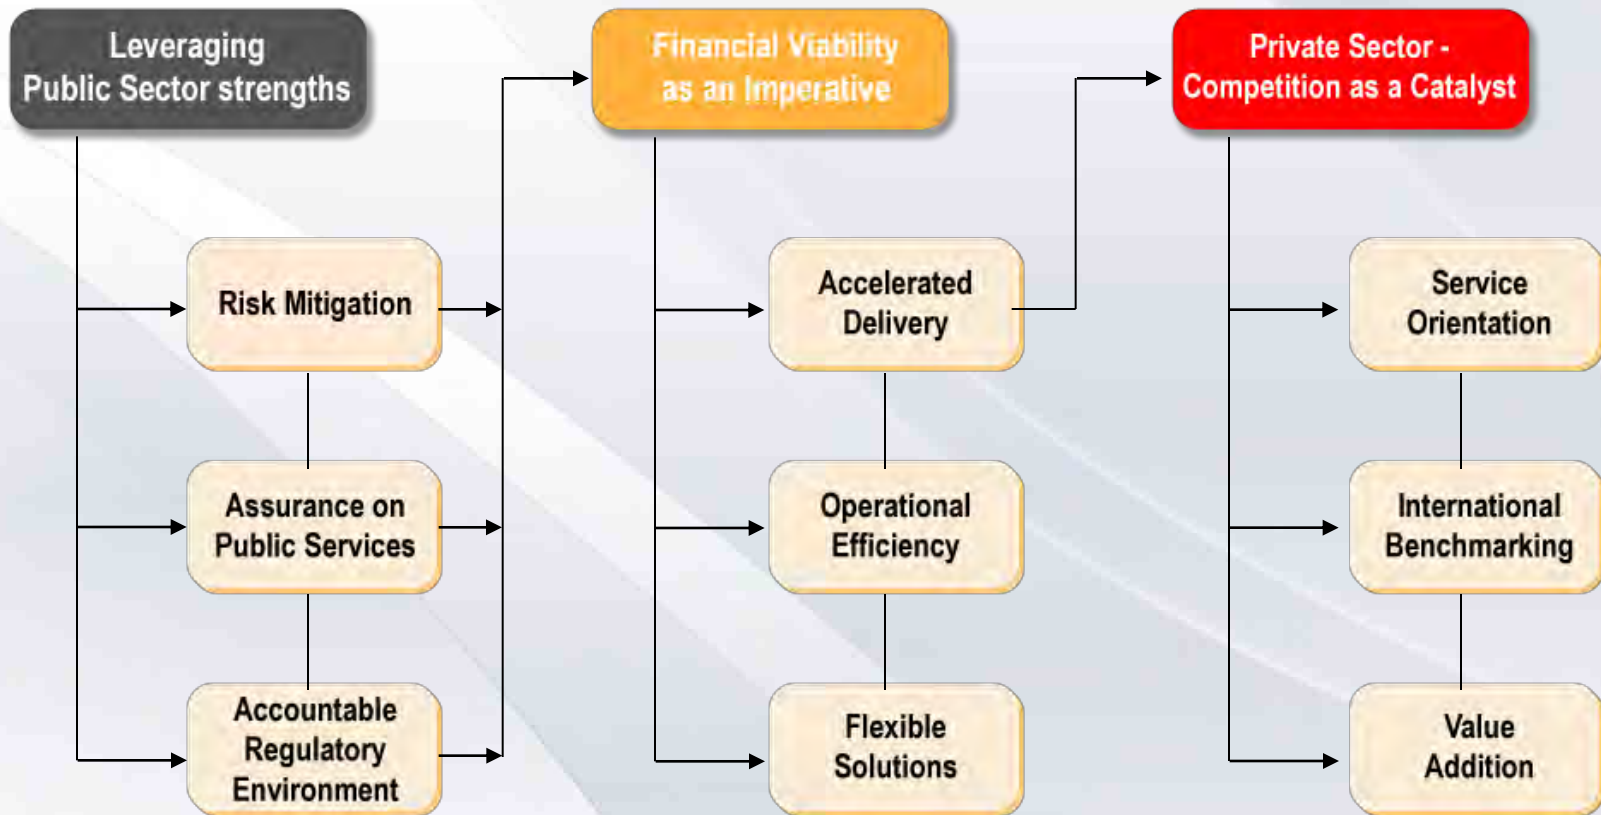 Leveraging
Public Sector strengths
Risk Mitigation
Assurance on
Public Services
Accountable
Regulatory
Environment
Financial Viability
as an Imperative
Accelerated
Delivery
Operational
Efficiency
Flexible
Solutions
Private Sector -
Competition as a Catalyst
Service
Orientation
International
Benchmarking
Value
Addition